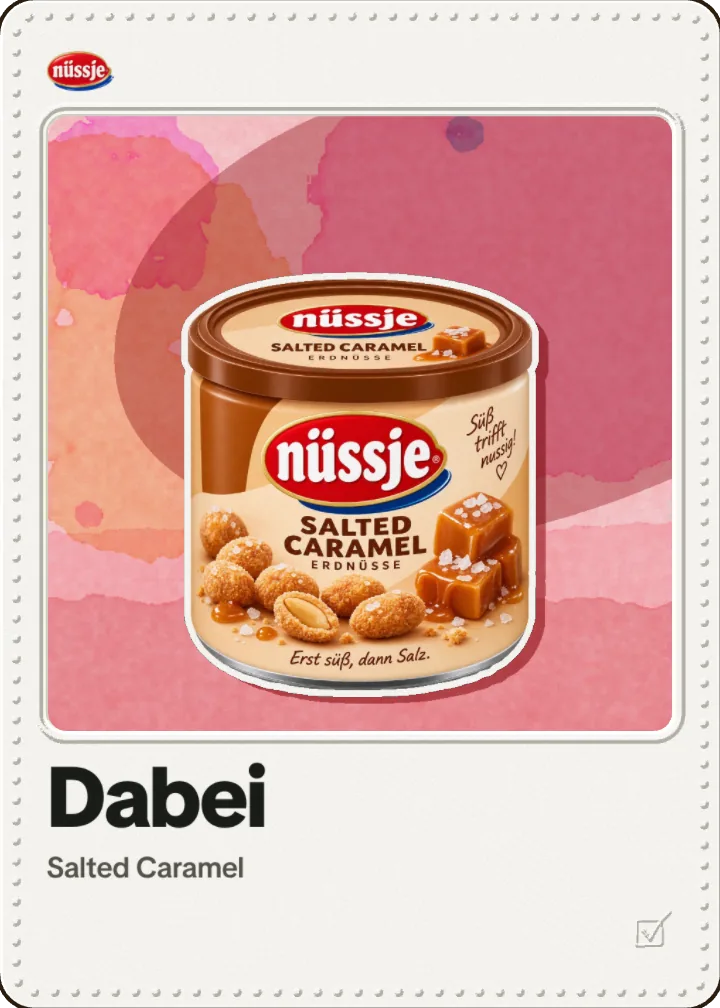 nüssje
nüssje
SALTED CARAMEL
ERDNÜSSE
Süß
trifft
nussig!
nüssje®
SALTED
CARAMEL
ERDNÜSSE
Erst süß, dann Salz.
Dabei
Salted Caramel